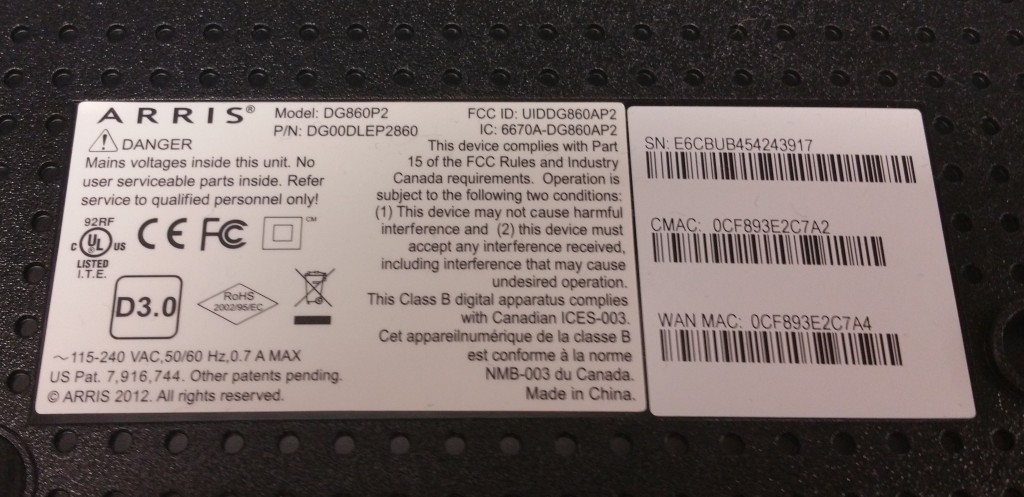 ARRIS®
Model: DG860P2
P/N: DG00DLEP2860
FCC ID: UIDDG860AP2
IC: 6670A-DG860AP2
DANGER
Mains voltages inside this unit. No
user serviceable parts inside. Refer
service to qualified personnel only!
92RF
C UL US
LISTED
I.T.E.
CE FC
CM
D3.0
RoHS
2002/95/EC
~115-240 VAC,50/60 Hz,0.7 A MAX
US Pat. 7,916,744. Other patents pending.
© ARRIS 2012. All rights reserved.
This device complies with Part
15 of the FCC Rules and Industry
Canada requirements. Operation is
subject to the following two conditions:
(1) This device may not cause harmful
interference and (2) this device must
accept any interference received,
including interference that may cause
undesired operation.
This Class B digital apparatus complies
with Canadian ICES-003.
Cet appareilnumérique de la classe B
est conforme à la norme
NMB-003 du Canada.
Made in China.
SN: E6CBUB454243917
CMAC: 0CF893E2C7A2
WAN MAC: 0CF893E2C7A4